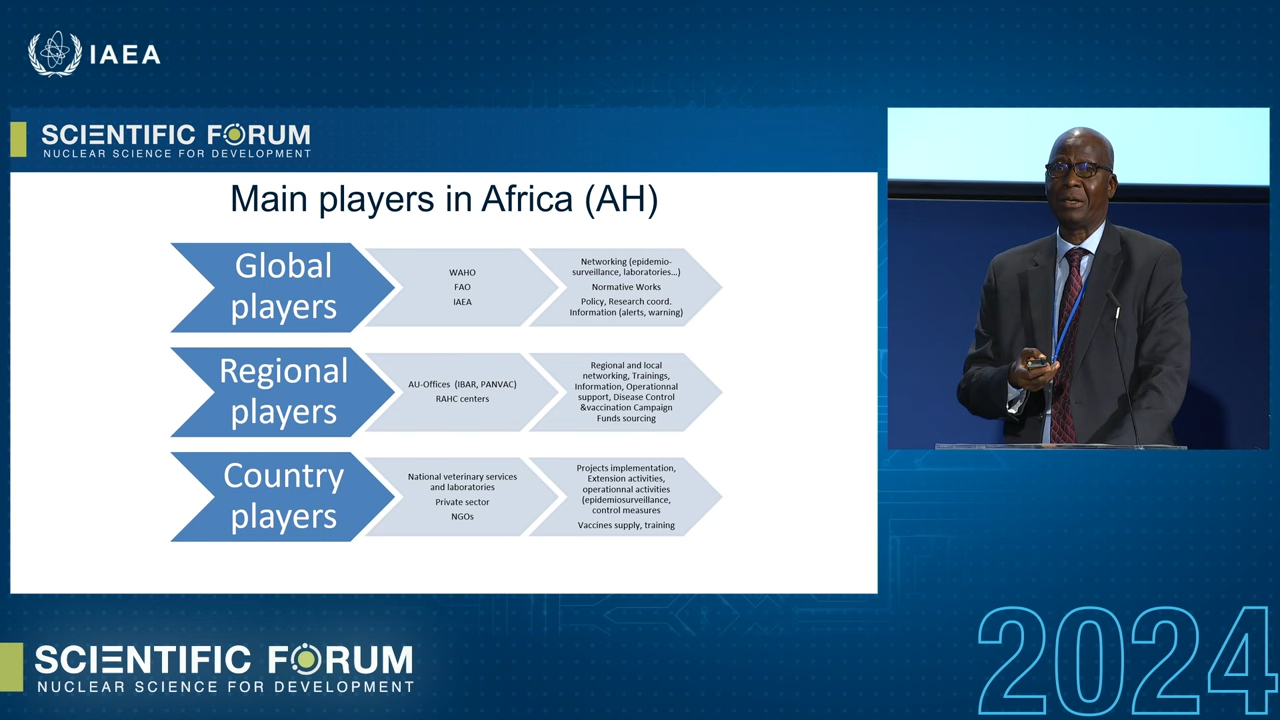 IAEA
SCIENTIFIC FORUM
NUCLEAR SCIENCE FOR DEVELOPMENT
Main players in Africa (AH)
Global
players
WAHO
FAO
IAEA
Networking (epidemio-
surveillance, laboratories...)
Normative Works
Policy, Research coord.
Information (alerts, warning)
Regional
players
AU-Offices (IBAR, PANVAC)
RAHC centers
Regional and local
networking, Trainings,
Information, Operationnal
support, Disease Control
&vaccination Campaign
Funds sourcing
Country
players
National veterinary services
and laboratories
Private sector
NGOs
Projects implementation,
Extension activities,
operationnal activities
(epidemiosurveillance,
control measures
Vaccines supply, training
SCIENTIFIC FORUM
NUCLEAR SCIENCE FOR DEVELOPMENT
2024